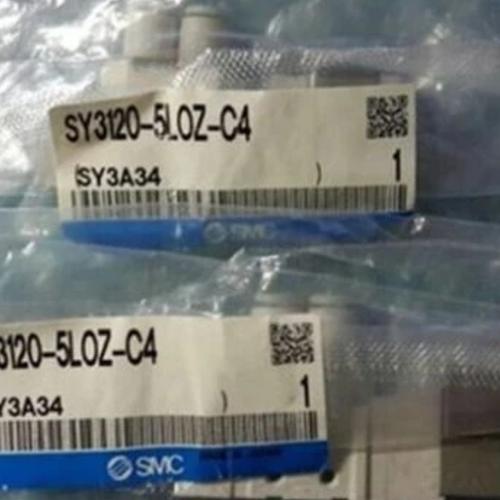 SY3120-5LOZ-C4
(SY3A34 )
1
SMC
3120-5LOZ-C4
Y3A34 )
1
SMC